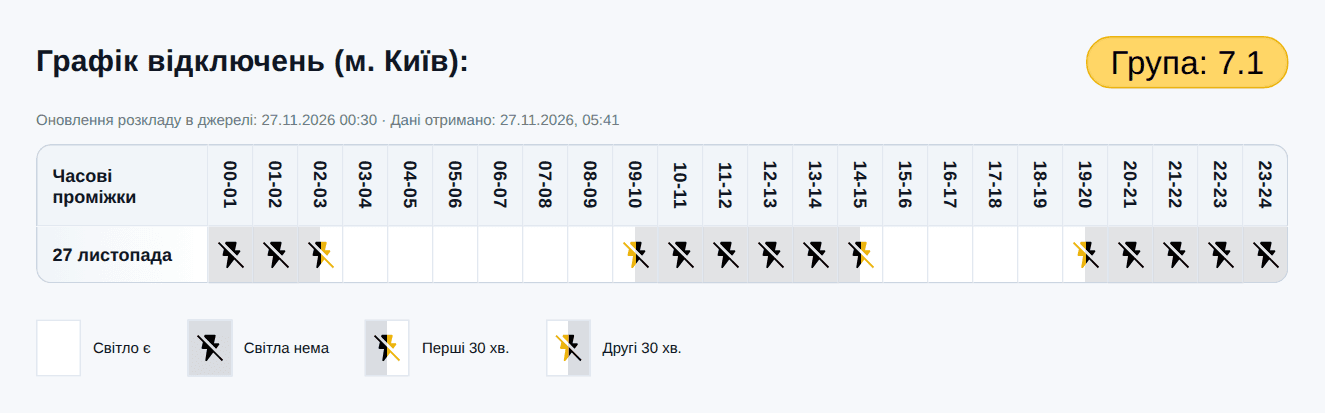 Графік відключень (м. Київ):
Група: 7.1
Оновлення розкладу в джерелі: 27.11.2026 00:30 · Дані отримано: 27.11.2026, 05:41
Часові
проміжки
00-01 01-02 02-03 03-04 04-05 05-06 06-07 07-08 08-09 09-10 10-11 11-12 12-13 13-14 14-15 15-16 16-17 17-18 18-19 19-20 20-21 21-22 22-23 23-24
27 листопада
Світло є
Світла нема
Перші 30 хв.
Другі 30 хв.